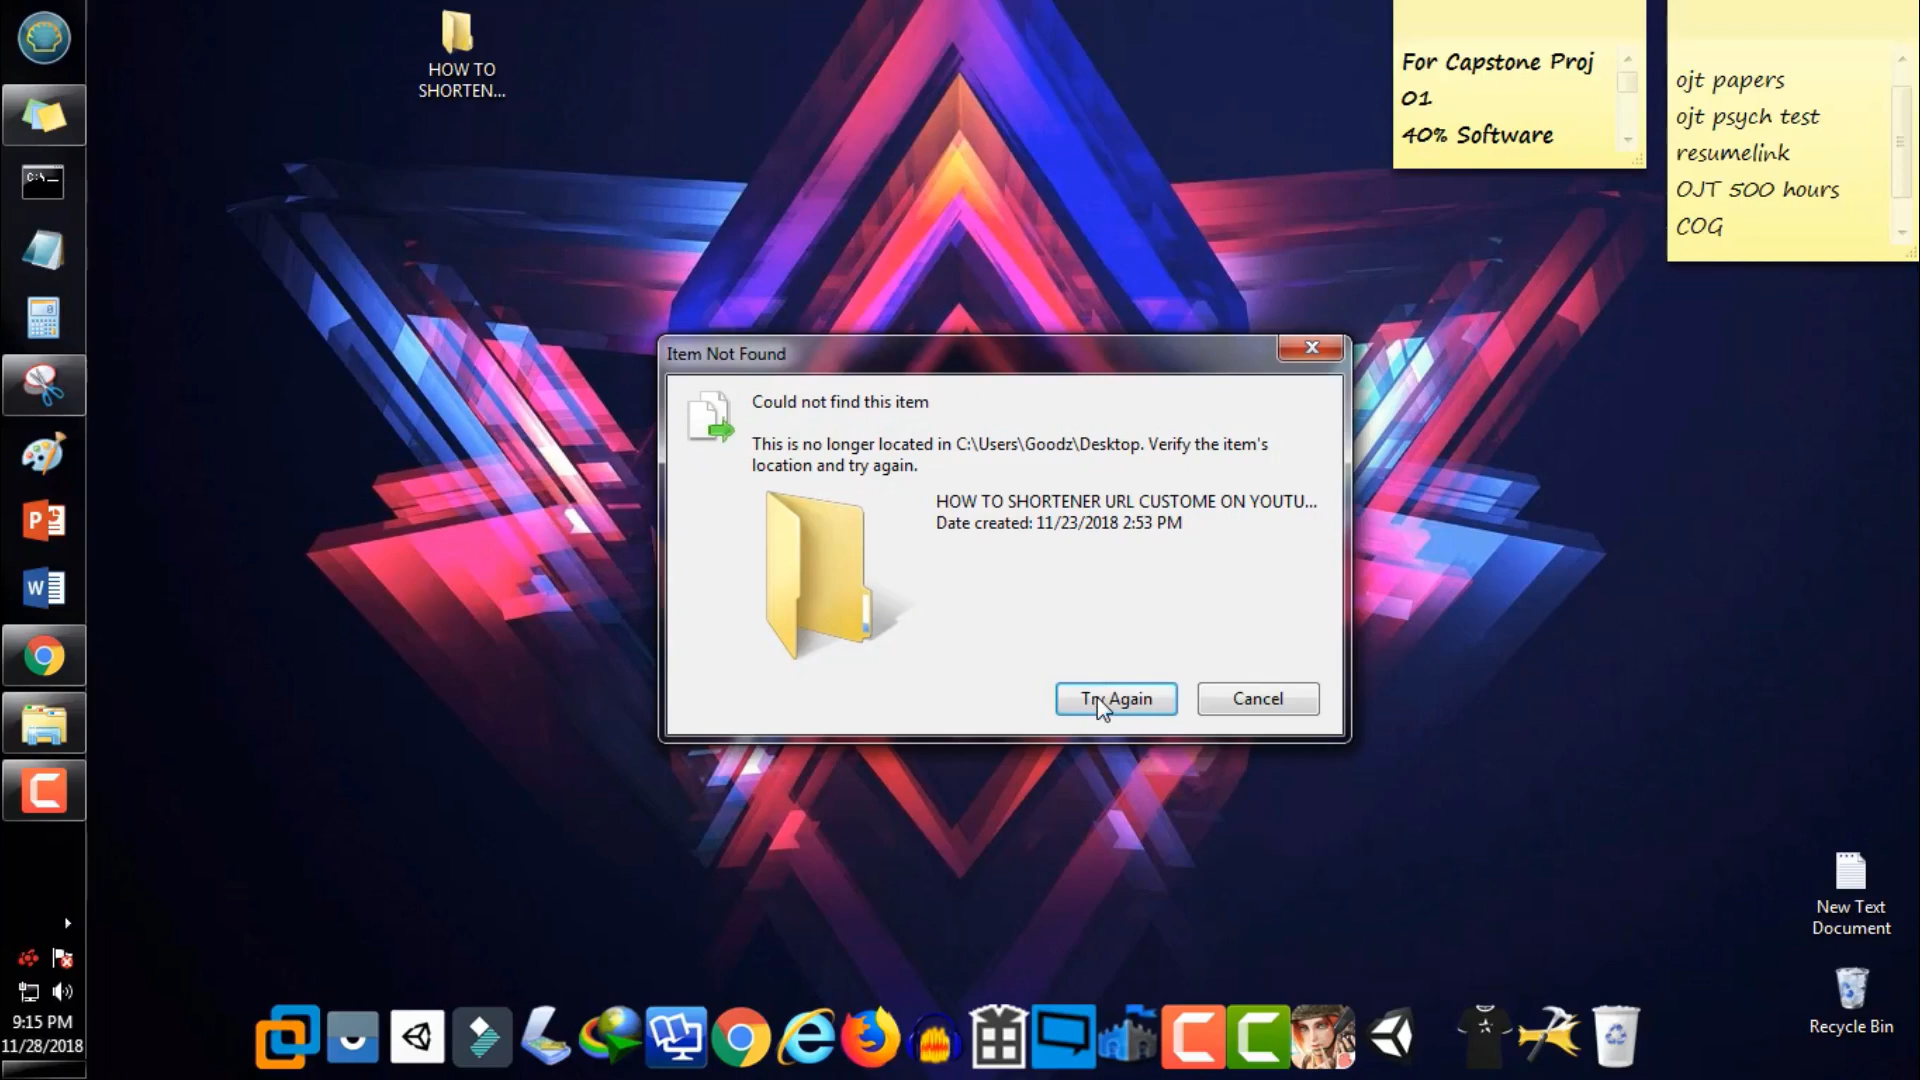 HOW TO
SHORTEN...
For Capstone Proj
01
40% Software
ojt papers
ojt psych test
resumelink
OJT 500 hours
COG
Item Not Found
Could not find this item
This is no longer located in C:\Users\Goodz\Desktop. Verify the item's
location and try again.
HOW TO SHORTENER URL CUSTOME ON YOUTU...
Date created: 11/23/2018 2:53 PM
Try Again
Cancel
New Text
Document
Recycle Bin
9:15 PM
11/28/2018